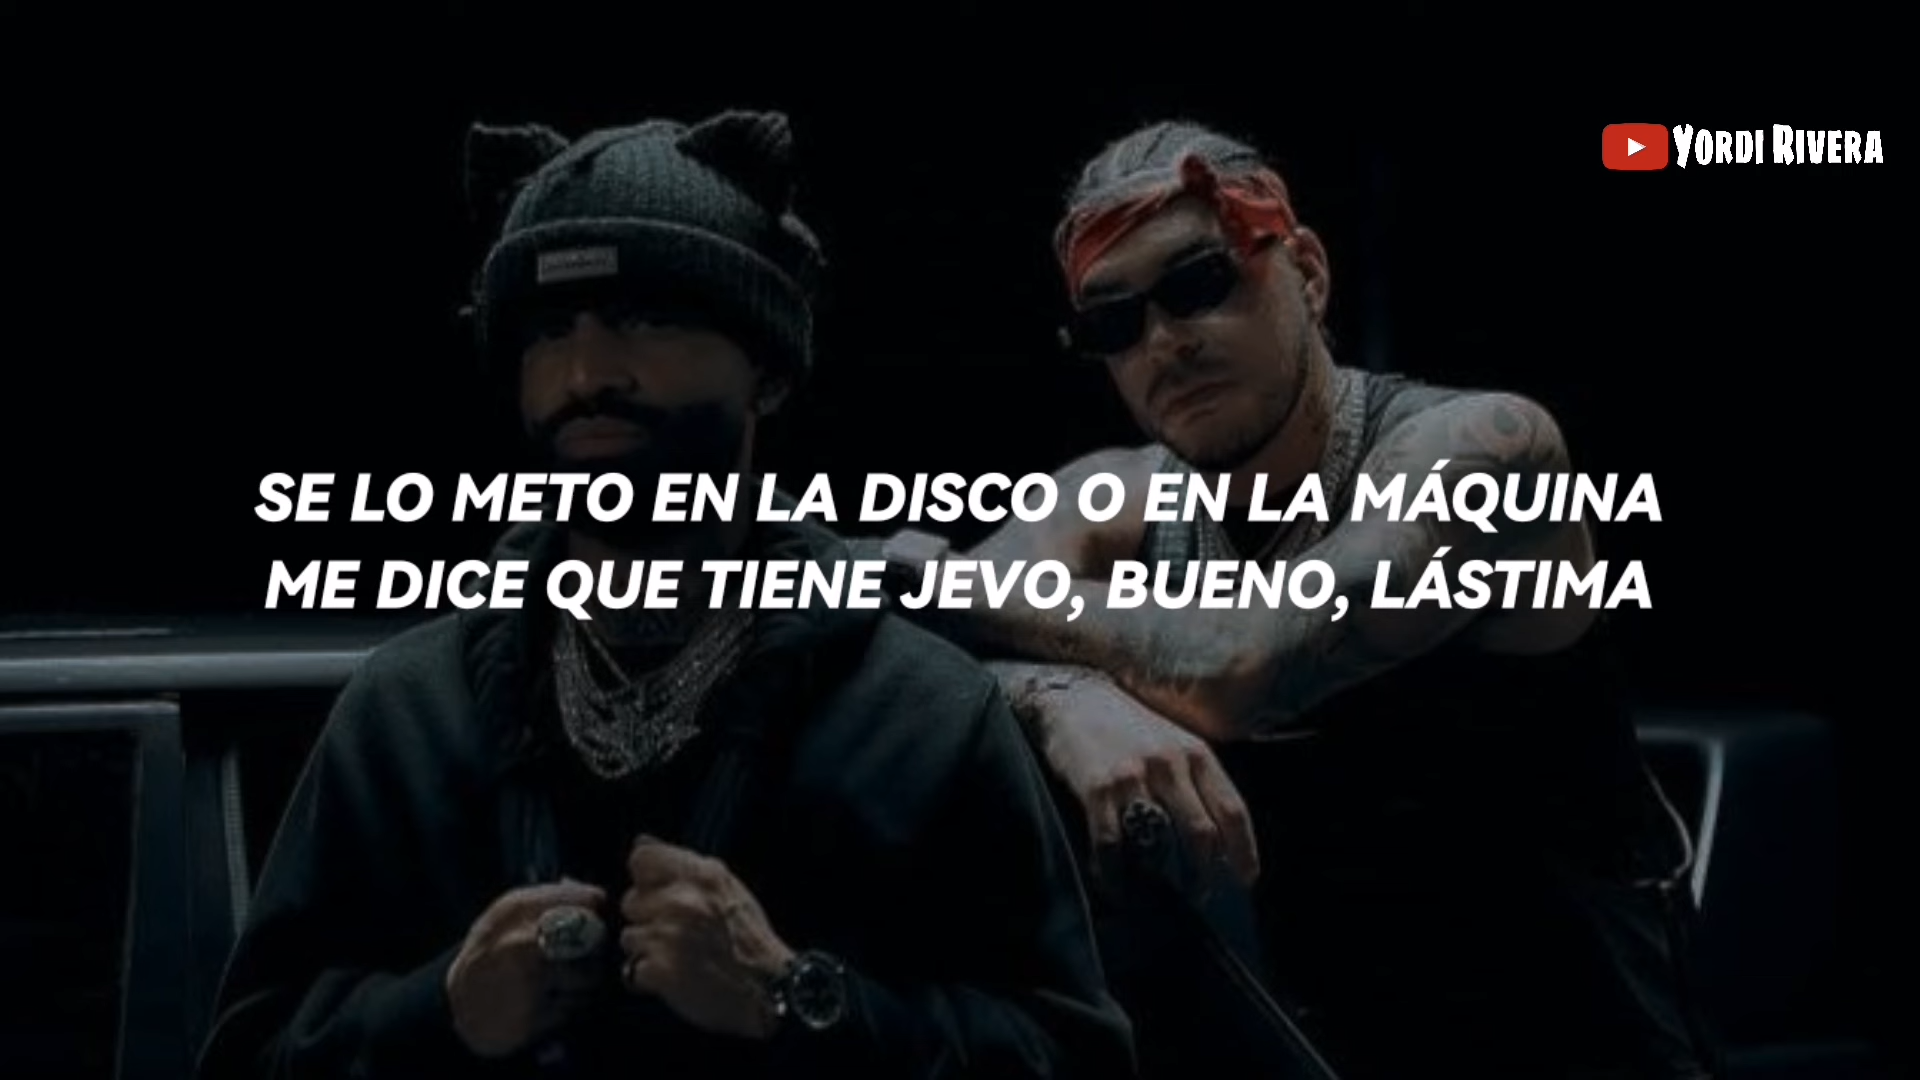 YORDI RIVERA
SE LO METO EN LA DISCO O EN LA MÁQUINA
ME DICE QUE TIENE JEVO, BUENO, LÁSTIMA